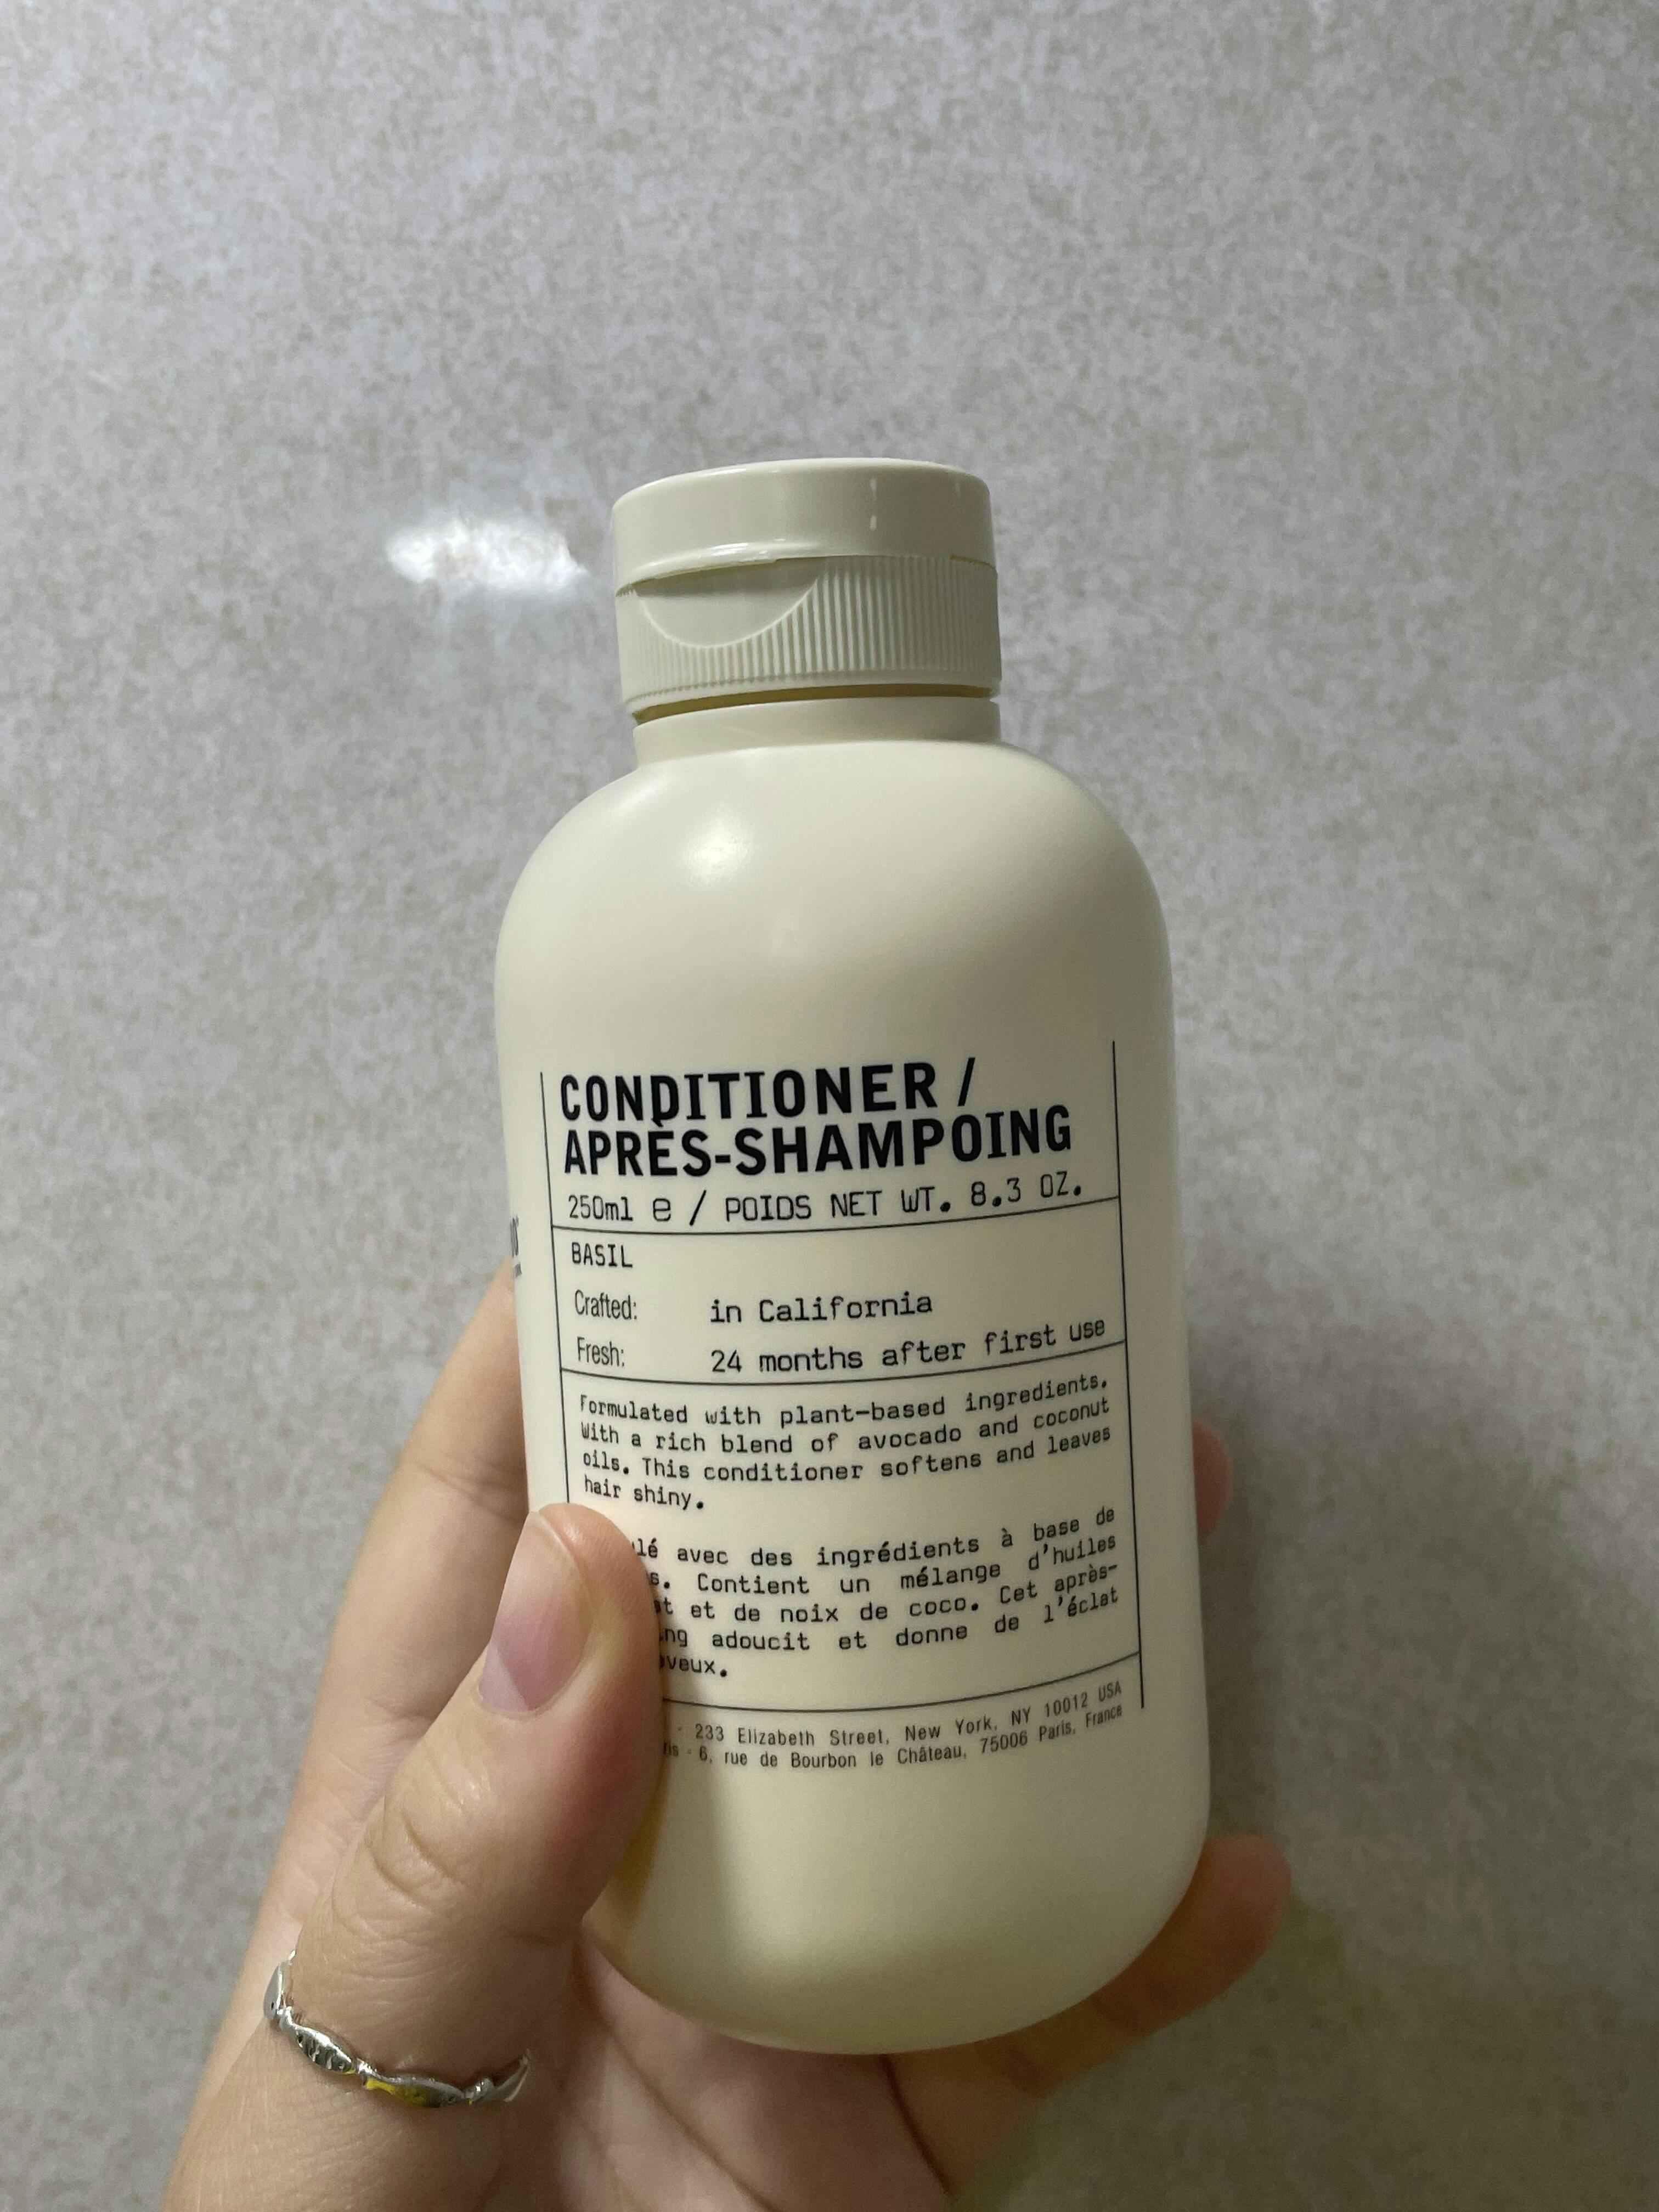 CONDITIONER /
APRÈS-SHAMPOING
250ml e / POIDS NET WT. 8.3 OZ.
BASIL
Crafted: in California
Fresh: 24 months after first use
Formulated with plant-based ingredients.
With a rich blend of avocado and coconut
oils. This conditioner softens and leaves
hair shiny.
avec des ingrédients à base de
Contient un mélange d'huiles
et de noix de coco. Cet après-
adoucit et donne de l'éclat
- 233 Elizabeth Street, New York, NY 10012 USA
- 6, rue de Bourbon le Château, 75006 Paris, France